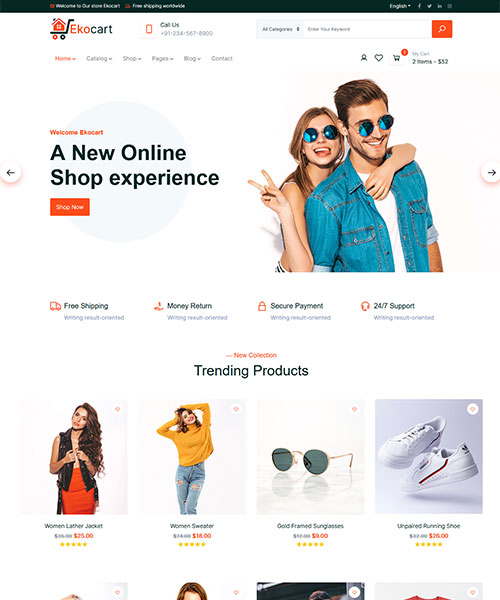 Welcome to Our store Ekocart
Free shipping worldwide
English
Ekocart
Call Us
+91-234-567-8900
All Categories
Enter Your Keyword
Home
Catalog
Shop
Pages
Blog
Contact
My Cart
2 Items - $52
Welcome Ekocart
A New Online
Shop experience
Shop Now
Free Shipping
Writing result-oriented
Money Return
Writing result-oriented
Secure Payment
Writing result-oriented
24/7 Support
Writing result-oriented
New Collection
Trending Products
Women Lather Jacket
$35.00 $25.00
Women Sweater
$24.00 $18.00
Gold Framed Sunglasses
$12.00 $9.00
Unpaired Running Shoe
$32.00 $26.00